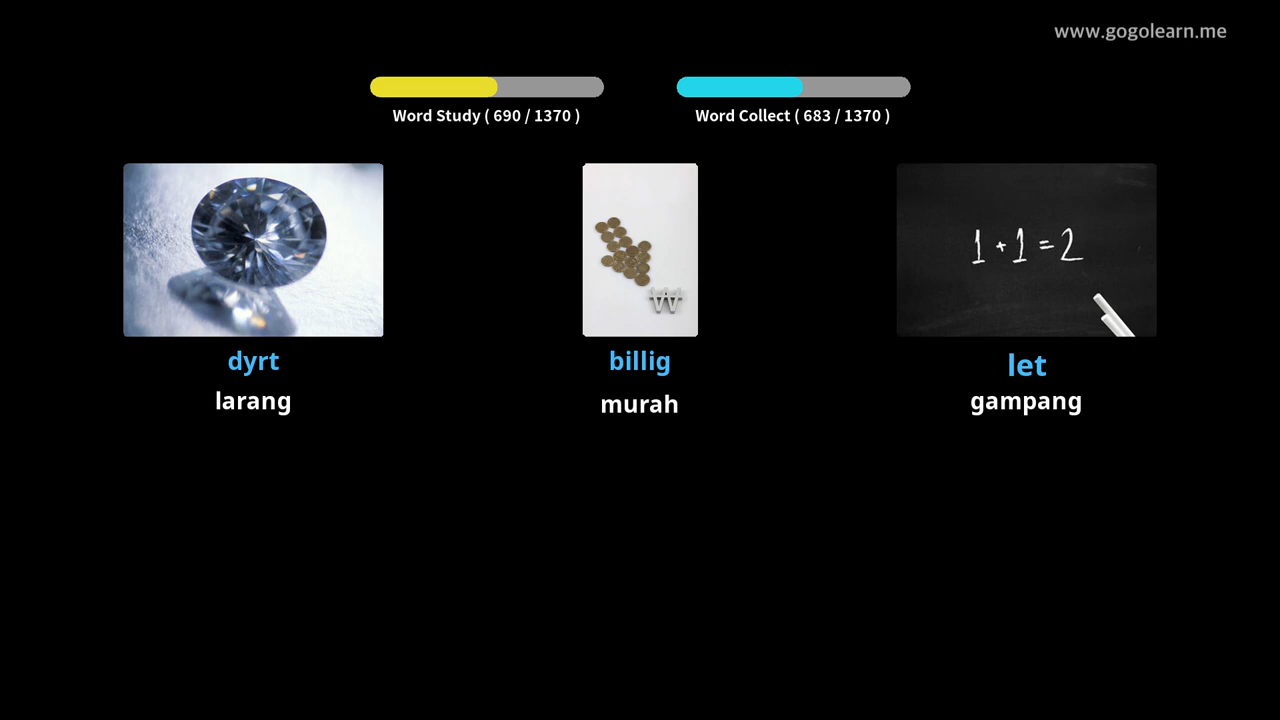 www.gogolearn.me
Word Study ( 690 / 1370 )
Word Collect ( 683 / 1370 )
1 + 1 = 2
dyrt
billig
let
larang
murah
gampang